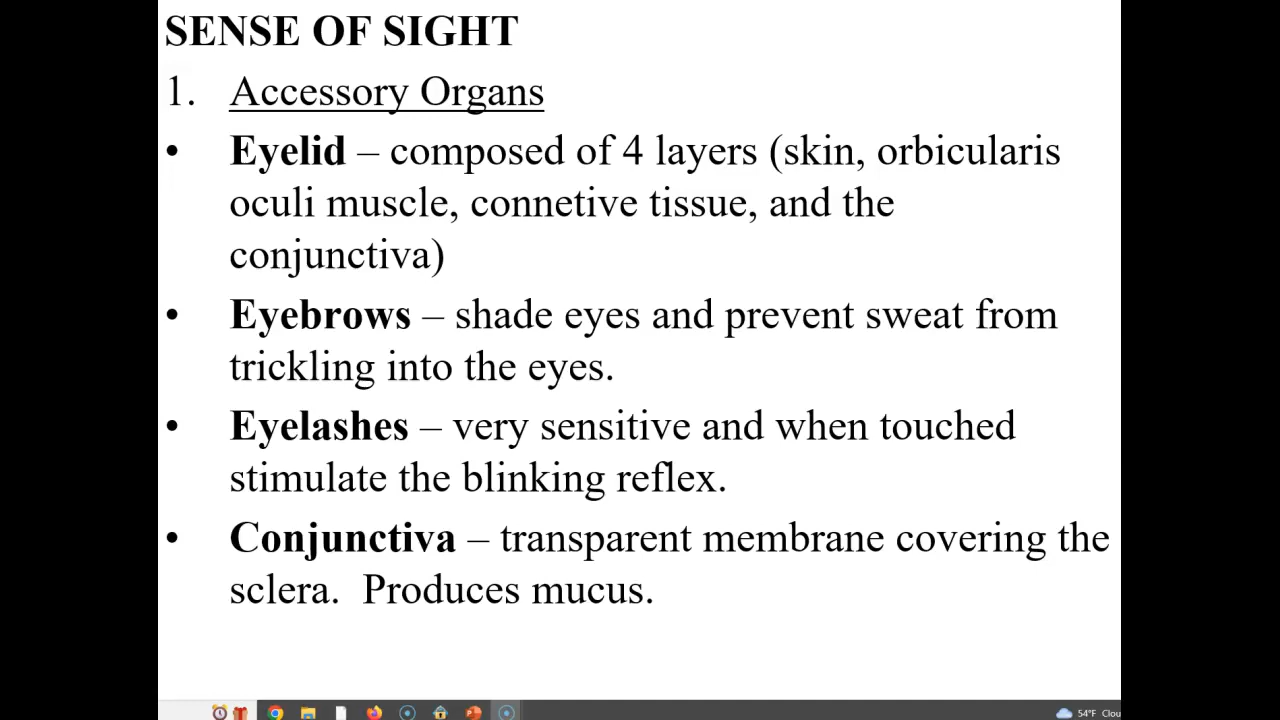 SENSE OF SIGHT
1. Accessory Organs
• Eyelid – composed of 4 layers (skin, orbicularis
oculi muscle, connetive tissue, and the
conjunctiva)
• Eyebrows – shade eyes and prevent sweat from
trickling into the eyes.
• Eyelashes – very sensitive and when touched
stimulate the blinking reflex.
• Conjunctiva – transparent membrane covering the
sclera.  Produces mucus.
54°F Clou